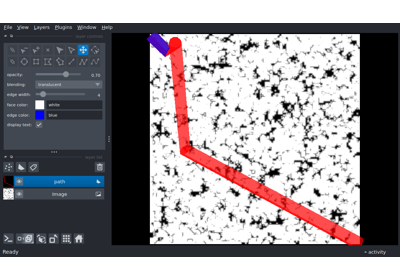 File View Layers Plugins Window Help
opacity: 0.70
blending: translucent
edge width: 4
face color: white
edge color: blue
display text:
path
Image
Ready activity